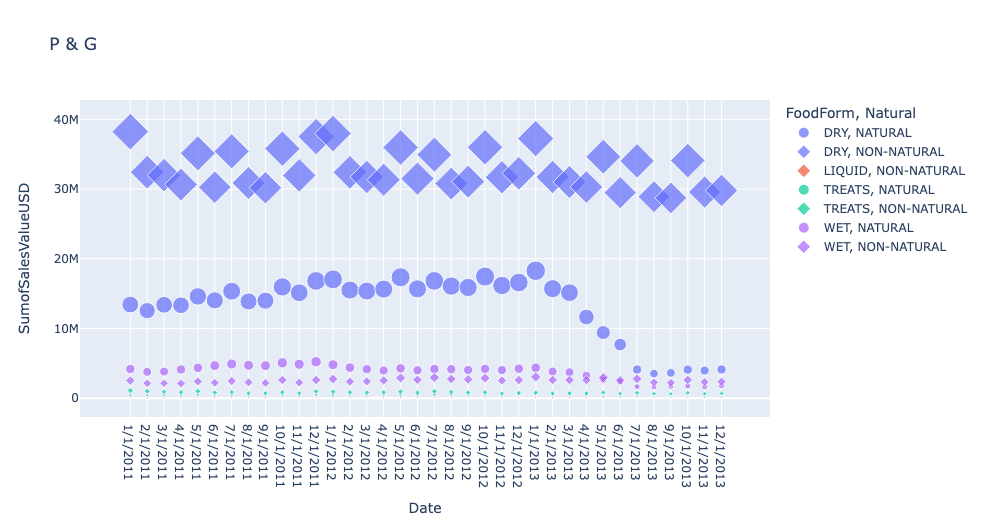 P & G
FoodForm, Natural
DRY, NATURAL
DRY, NON-NATURAL
LIQUID, NON-NATURAL
TREATS, NATURAL
TREATS, NON-NATURAL
WET, NATURAL
WET, NON-NATURAL
SumofSalesValueUSD
40M
30M
20M
10M
0
1/1/2011
2/1/2011
3/1/2011
4/1/2011
5/1/2011
6/1/2011
7/1/2011
8/1/2011
9/1/2011
10/1/2011
11/1/2011
12/1/2011
1/1/2012
2/1/2012
3/1/2012
4/1/2012
5/1/2012
6/1/2012
7/1/2012
8/1/2012
9/1/2012
10/1/2012
11/1/2012
12/1/2012
1/1/2013
2/1/2013
3/1/2013
4/1/2013
5/1/2013
6/1/2013
7/1/2013
8/1/2013
9/1/2013
10/1/2013
11/1/2013
12/1/2013
Date